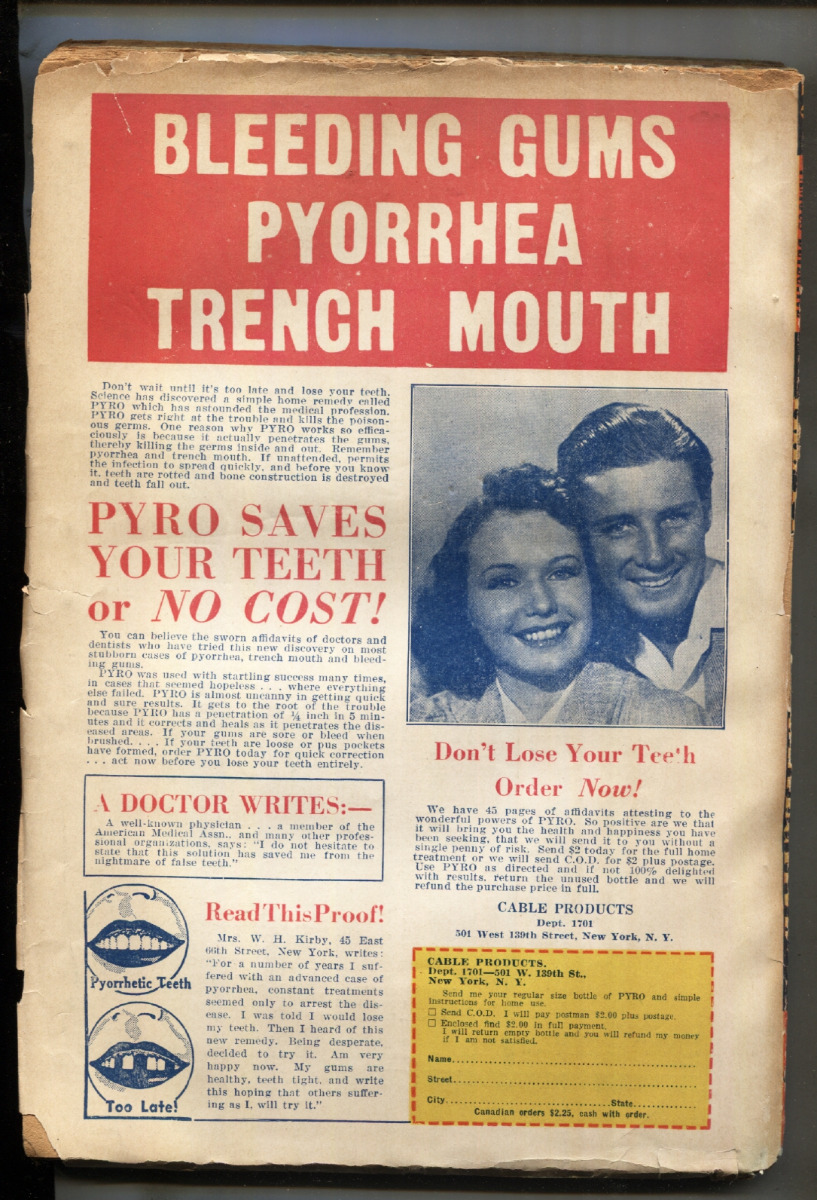 BLEEDING GUMS
PYORRHEA
TRENCH MOUTH
Don't wait until it's too late and lose your teeth.
Science has discovered a simple home remedy called
PYRO which has astounded the medical profession.
PYRO gets right at the trouble and kills the poison-
ous germs. One reason why PYRO works so effica-
ciously is because it actually penetrates the gums,
thereby killing the germs inside and out. Remember
pyorrhea and trench mouth. If unattended, permits
the infection to spread quickly, and before you know
it, teeth are rotted and bone construction is destroyed
and teeth fall out.
PYRO SAVES
YOUR TEETH
or NO COST!
You can believe the sworn affidavits of doctors and
dentists who have tried this new discovery on most
stubborn cases of pyorrhea, trench mouth and bleed-
ing gums.
PYRO was used with startling success many times,
in cases that seemed hopeless . . . where everything
else failed. PYRO is almost uncanny in getting quick
and sure results. It gets to the root of the trouble
because PYRO has a penetration of ¼ inch in 5 min-
utes and it corrects and heals as it penetrates the dis-
eased areas. If your gums are sore or bleed when
brushed. . . . If your teeth are loose or pus pockets
have formed, order PYRO today for quick correction
. . . act now before you lose your teeth entirely.
A DOCTOR WRITES:—
A well-known physician . . . a member of the
American Medical Assn., and many other profes-
sional organizations, says: "I do not hesitate to
state that this solution has saved me from the
nightmare of false teeth."
Pyorrhetic Teeth
Too Late!
Read This Proof!
Mrs. W. H. Kirby, 45 East
66th Street, New York, writes:
"For a number of years I suf-
fered with an advanced case of
pyorrhea, constant treatments
seemed only to arrest the dis-
ease. I was told I would lose
my teeth. Then I heard of this
new remedy. Being desperate,
decided to try it. Am very
happy now. My gums are
healthy, teeth tight, and write
this hoping that others suffer-
ing as I, will try it."
Don't Lose Your Teeth
Order Now!
We have 45 pages of affidavits attesting to the
wonderful powers of PYRO. So positive are we that
it will bring you the health and happiness you have
been seeking, that we will send it to you without a
single penny of risk. Send $2 today for the full home
treatment or we will send C.O.D. for $2 plus postage.
Use PYRO as directed and if not 100% delighted
with results, return the unused bottle and we will
refund the purchase price in full.
CABLE PRODUCTS
Dept. 1701
501 West 139th Street, New York, N. Y.
CABLE PRODUCTS,
Dept. 1701—501 W. 139th St.,
New York, N. Y.
Send me your regular size bottle of PYRO and simple
instructions for home use.
☐ Send C.O.D. I will pay postman $2.00 plus postage.
☐ Enclosed find $2.00 in full payment.
I will return empty bottle and you will refund my money
if I am not satisfied.
Name
Street
City State
Canadian orders $2.25, cash with order.